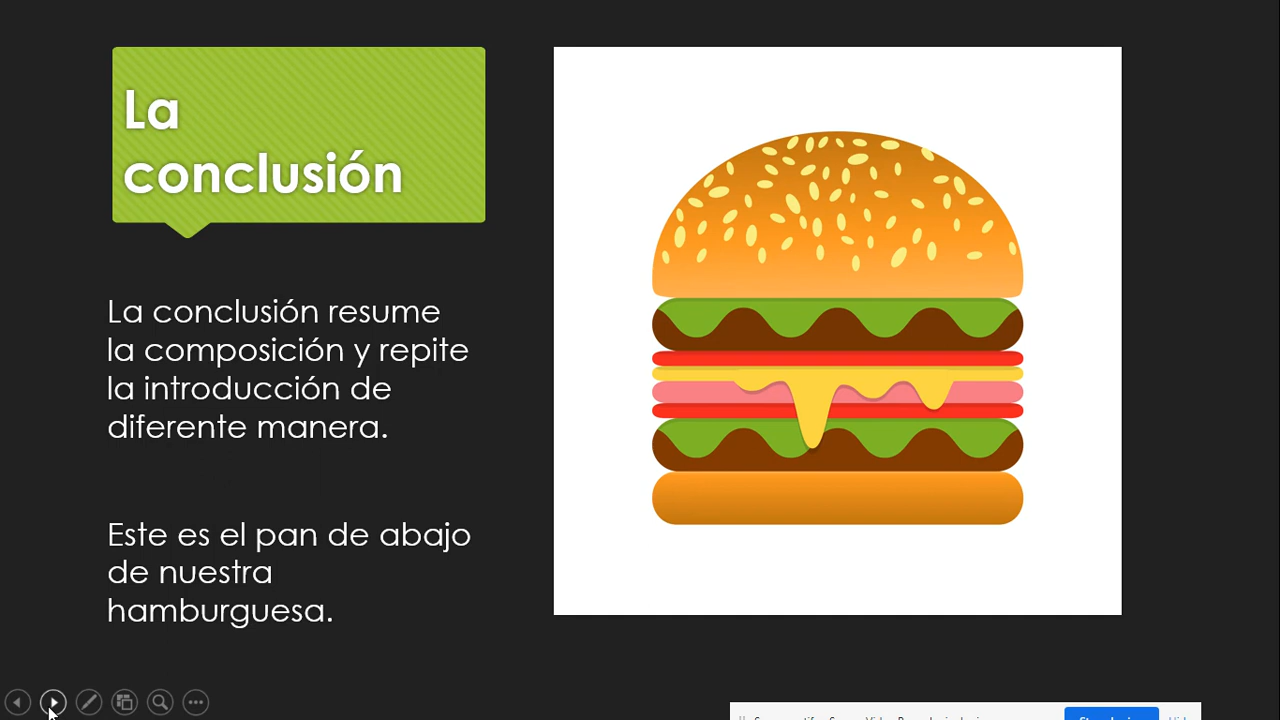 La
conclusión
La conclusión resume
la composición y repite
la introducción de
diferente manera.
Este es el pan de abajo
de nuestra
hamburguesa.